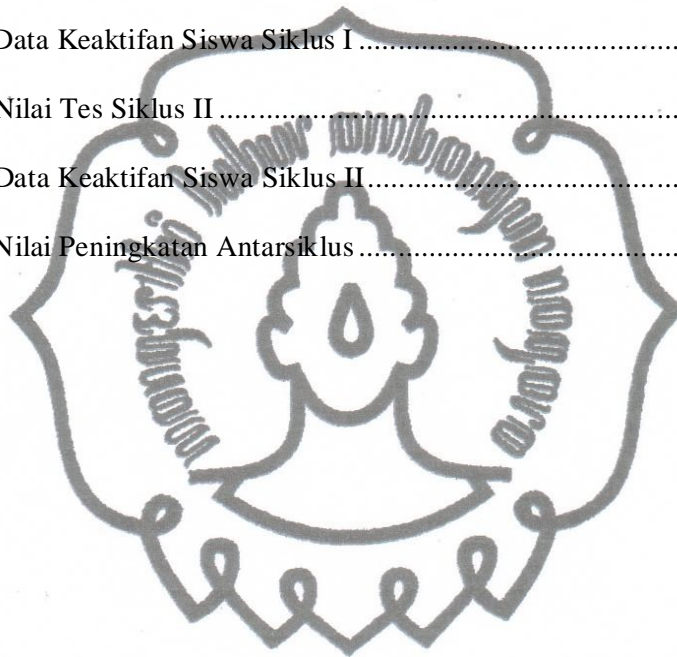 Data Keaktifan Siswa Siklus I ................................................
Nilai Tes Siklus II ................................................................
Data Keaktifan Siswa Siklus II...............................................
Nilai Peningkatan Antarsiklus ................................................